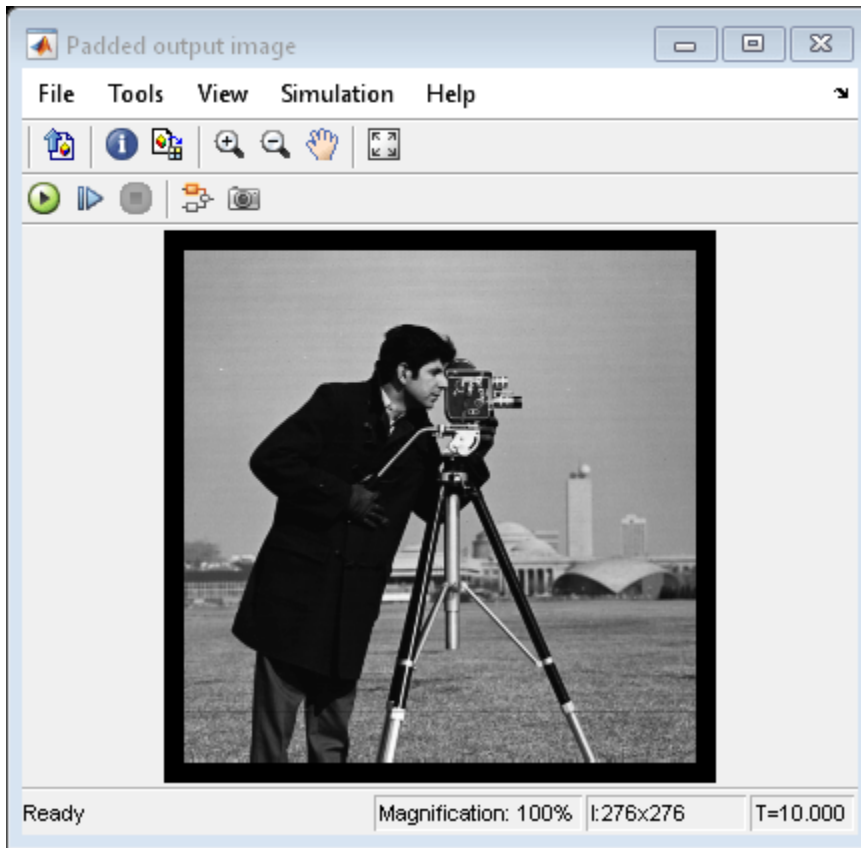 Padded output image
File Tools View Simulation Help
Ready Magnification: 100% I:276x276 T=10.000